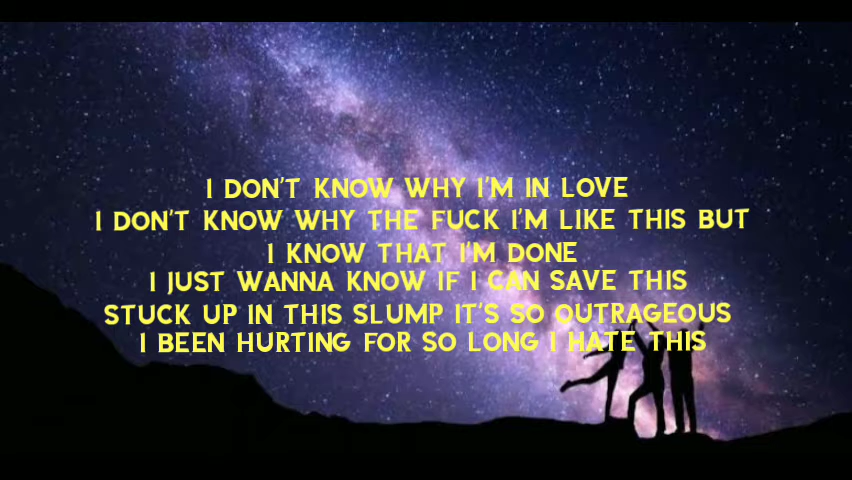 I DON'T KNOW WHY I'M IN LOVE
I DON'T KNOW WHY THE FUCK I'M LIKE THIS BUT
I KNOW THAT I'M DONE
I JUST WANNA KNOW IF I CAN SAVE THIS
STUCK UP IN THIS SLUMP IT'S SO OUTRAGEOUS
I BEEN HURTING FOR SO LONG I HATE THIS